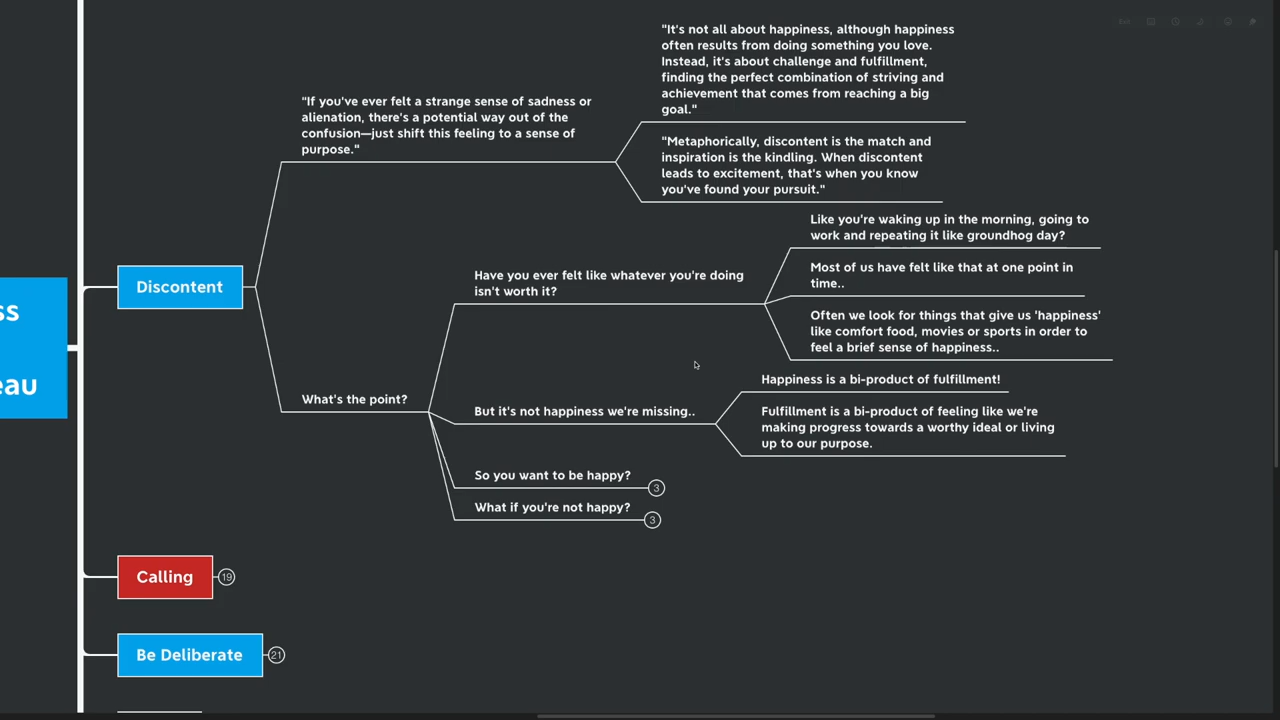 "It's not all about happiness, although happiness
often results from doing something you love.
Instead, it's about challenge and fulfillment,
finding the perfect combination of striving and
achievement that comes from reaching a big
goal."
"If you've ever felt a strange sense of sadness or
alienation, there's a potential way out of the
confusion—just shift this feeling to a sense of
purpose."
"Metaphorically, discontent is the match and
inspiration is the kindling. When discontent
leads to excitement, that's when you know
you've found your pursuit."
Like you're waking up in the morning, going to
work and repeating it like groundhog day?
Have you ever felt like whatever you're doing
isn't worth it?
Most of us have felt like that at one point in
time..
Discontent
Often we look for things that give us 'happiness'
like comfort food, movies or sports in order to
feel a brief sense of happiness..
ss
eau
What's the point?
Happiness is a bi-product of fulfillment!
But it's not happiness we're missing..
Fulfillment is a bi-product of feeling like we're
making progress towards a worthy ideal or living
up to our purpose.
So you want to be happy? 3
What if you're not happy? 3
Calling 19
Be Deliberate 21